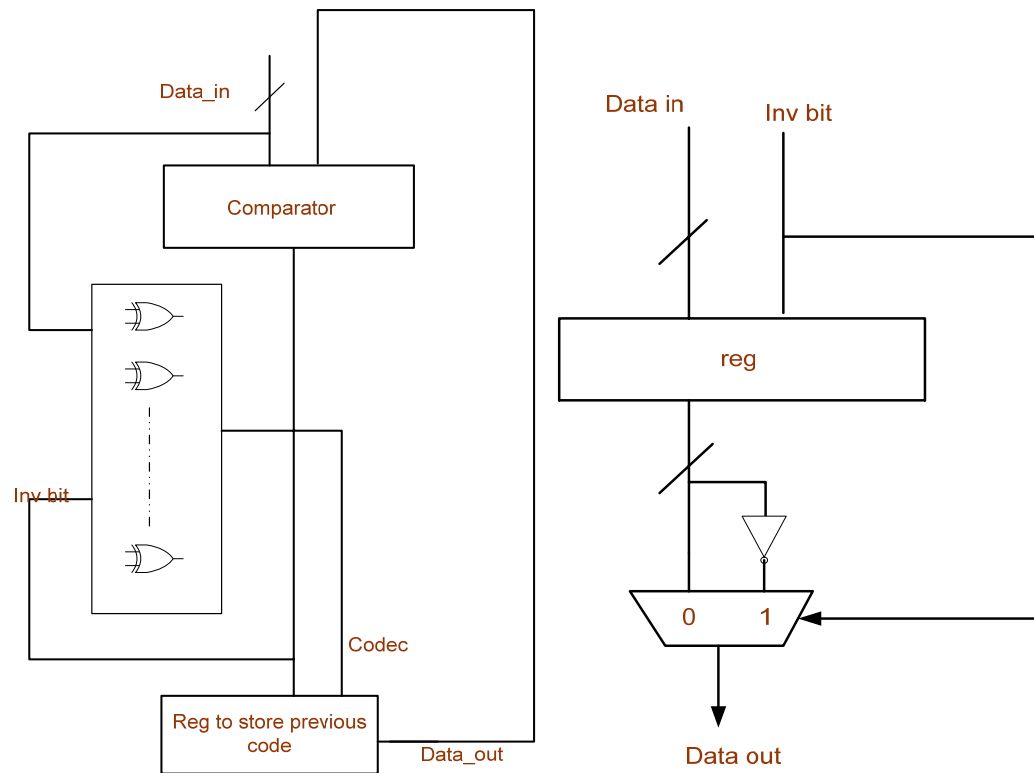 Data_in
Comparator
Inv bit
Codec
Reg to store previous
code
Data_out
Data in
Inv bit
reg
0
1
Data out